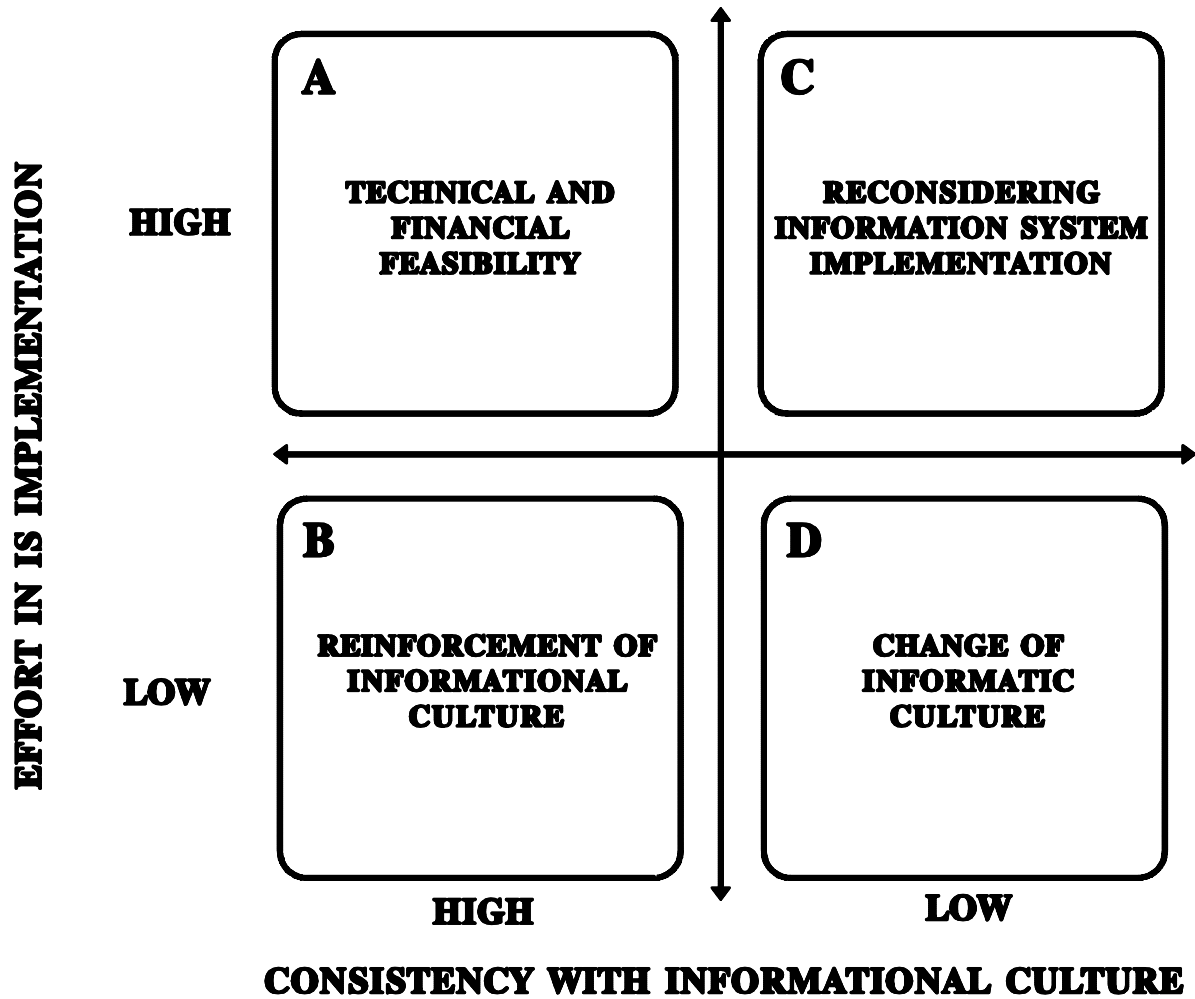 A
TECHNICAL AND
FINANCIAL
FEASIBILITY
C
RECONSIDERING
INFORMATION SYSTEM
IMPLEMENTATION
HIGH
EFFORT IN IS IMPLEMENTATION
B
REINFORCEMENT OF
INFORMATIONAL
CULTURE
D
CHANGE OF
INFORMATIC
CULTURE
LOW
HIGH
LOW
CONSISTENCY WITH INFORMATIONAL CULTURE